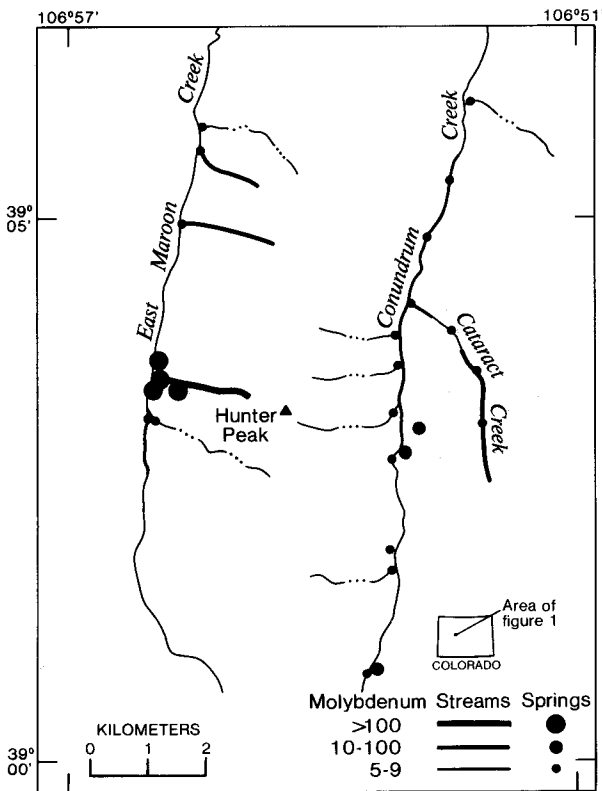 106°57'
106°51
Creek
Creek
39°
05'
Maroon
Conundrum
East
Cataract
Creek
Hunter
Peak
Area of
figure 1
COLORADO
Molybdenum Streams Springs
>100
10-100
5-9
KILOMETERS
0 1 2
39°
00'